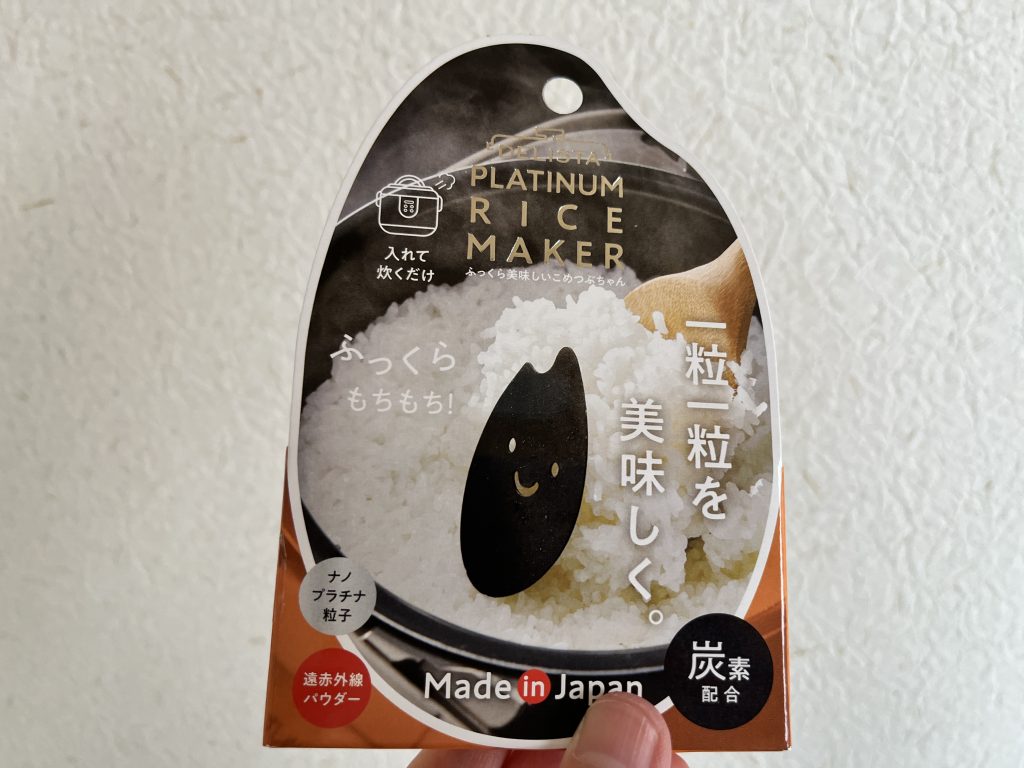 DELISTA
PLATINUM
RICE
MAKER
ふっくら美味しいこめつぶちゃん
入れて
炊くだけ
ふっくら
もちもち!
一粒一粒を
美味しく。
ナノ
プラチナ
粒子
遠赤外線
パウダー
炭素
配合
Made in Japan